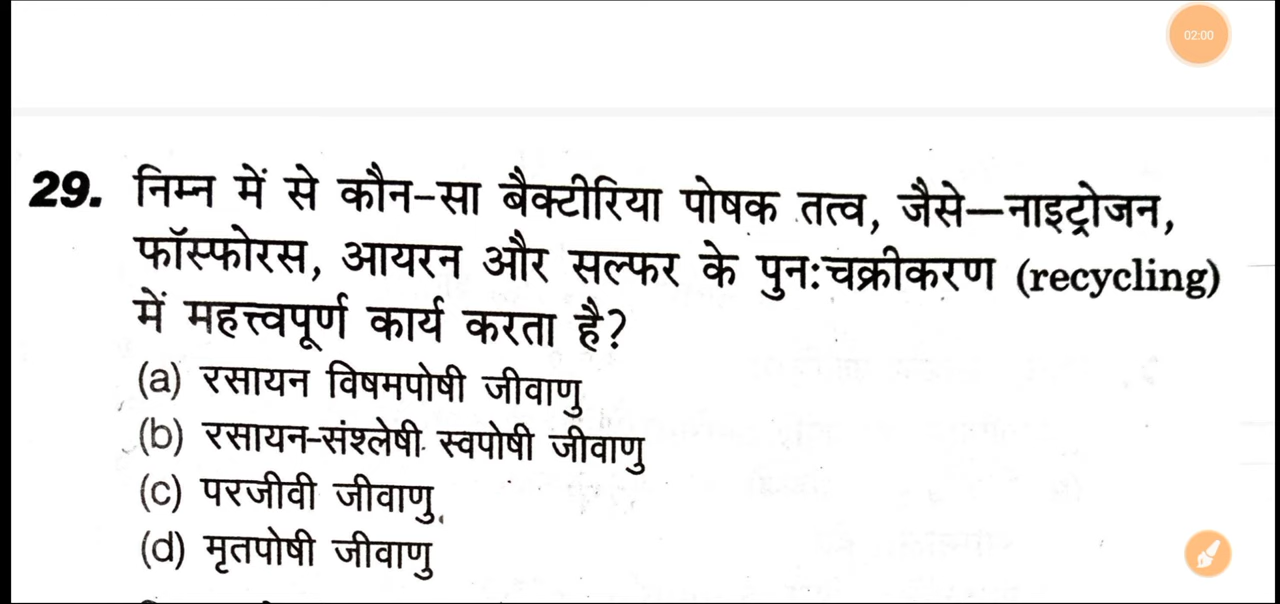 02:00
29. निम्न में से कौन-सा बैक्टीरिया पोषक तत्व, जैसे—नाइट्रोजन,
फॉस्फोरस, आयरन और सल्फर के पुनःचक्रीकरण (recycling)
में महत्त्वपूर्ण कार्य करता है?
(a) रसायन विषमपोषी जीवाणु
(b) रसायन-संश्लेषी स्वपोषी जीवाणु
(c) परजीवी जीवाणु
(d) मृतपोषी जीवाणु